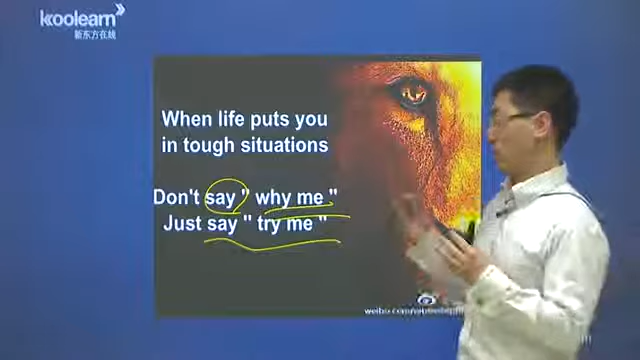 koolearn
新东方在线
When life puts you
in tough situations
Don't say " why me "
Just say " try me "